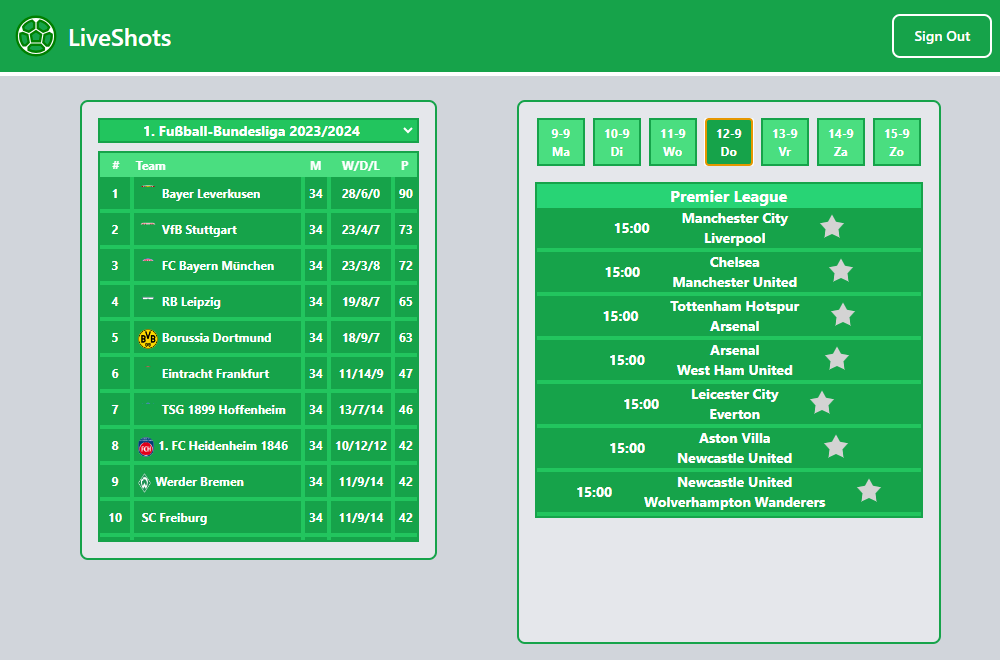 LiveShots
Sign Out
1. Fußball-Bundesliga 2023/2024
# Team M W/D/L P
1 Bayer Leverkusen 34 28/6/0 90
2 VfB Stuttgart 34 23/4/7 73
3 FC Bayern München 34 23/3/8 72
4 RB Leipzig 34 19/8/7 65
5 BVB 09 Borussia Dortmund 34 18/9/7 63
6 Eintracht Frankfurt 34 11/14/9 47
7 TSG 1899 Hoffenheim 34 13/7/14 46
8 FCH 1. FC Heidenheim 1846 34 10/12/12 42
9 W Werder Bremen 34 11/9/14 42
10 SC Freiburg 34 11/9/14 42
9-9 10-9 11-9 12-9 13-9 14-9 15-9
Ma Di Wo Do Vr Za Zo
Premier League
15:00
Manchester City
Liverpool
15:00
Chelsea
Manchester United
15:00
Tottenham Hotspur
Arsenal
15:00
Arsenal
West Ham United
15:00
Leicester City
Everton
15:00
Aston Villa
Newcastle United
15:00
Newcastle United
Wolverhampton Wanderers